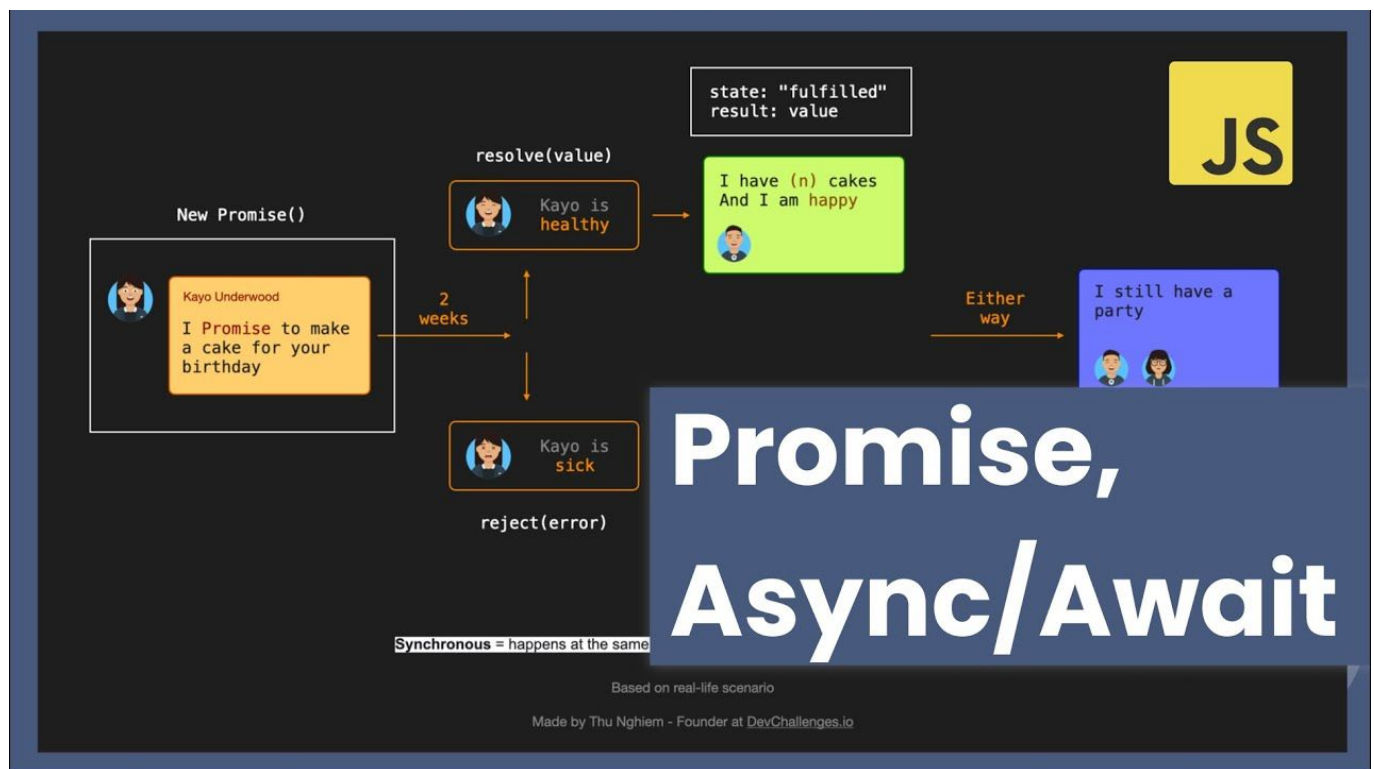 state: "fulfilled"
result: value
JS
resolve(value)
I have (n) cakes
And I am happy
Kayo is
healthy
New Promise()
Kayo Underwood
I Promise to make
a cake for your
birthday
2
weeks
Either
way
I still have a
party
Kayo is
sick
reject(error)
Promise,
Async/Await
Synchronous = happens at the same
Based on real-life scenario
Made by Thu Nghiem - Founder at DevChallenges.io